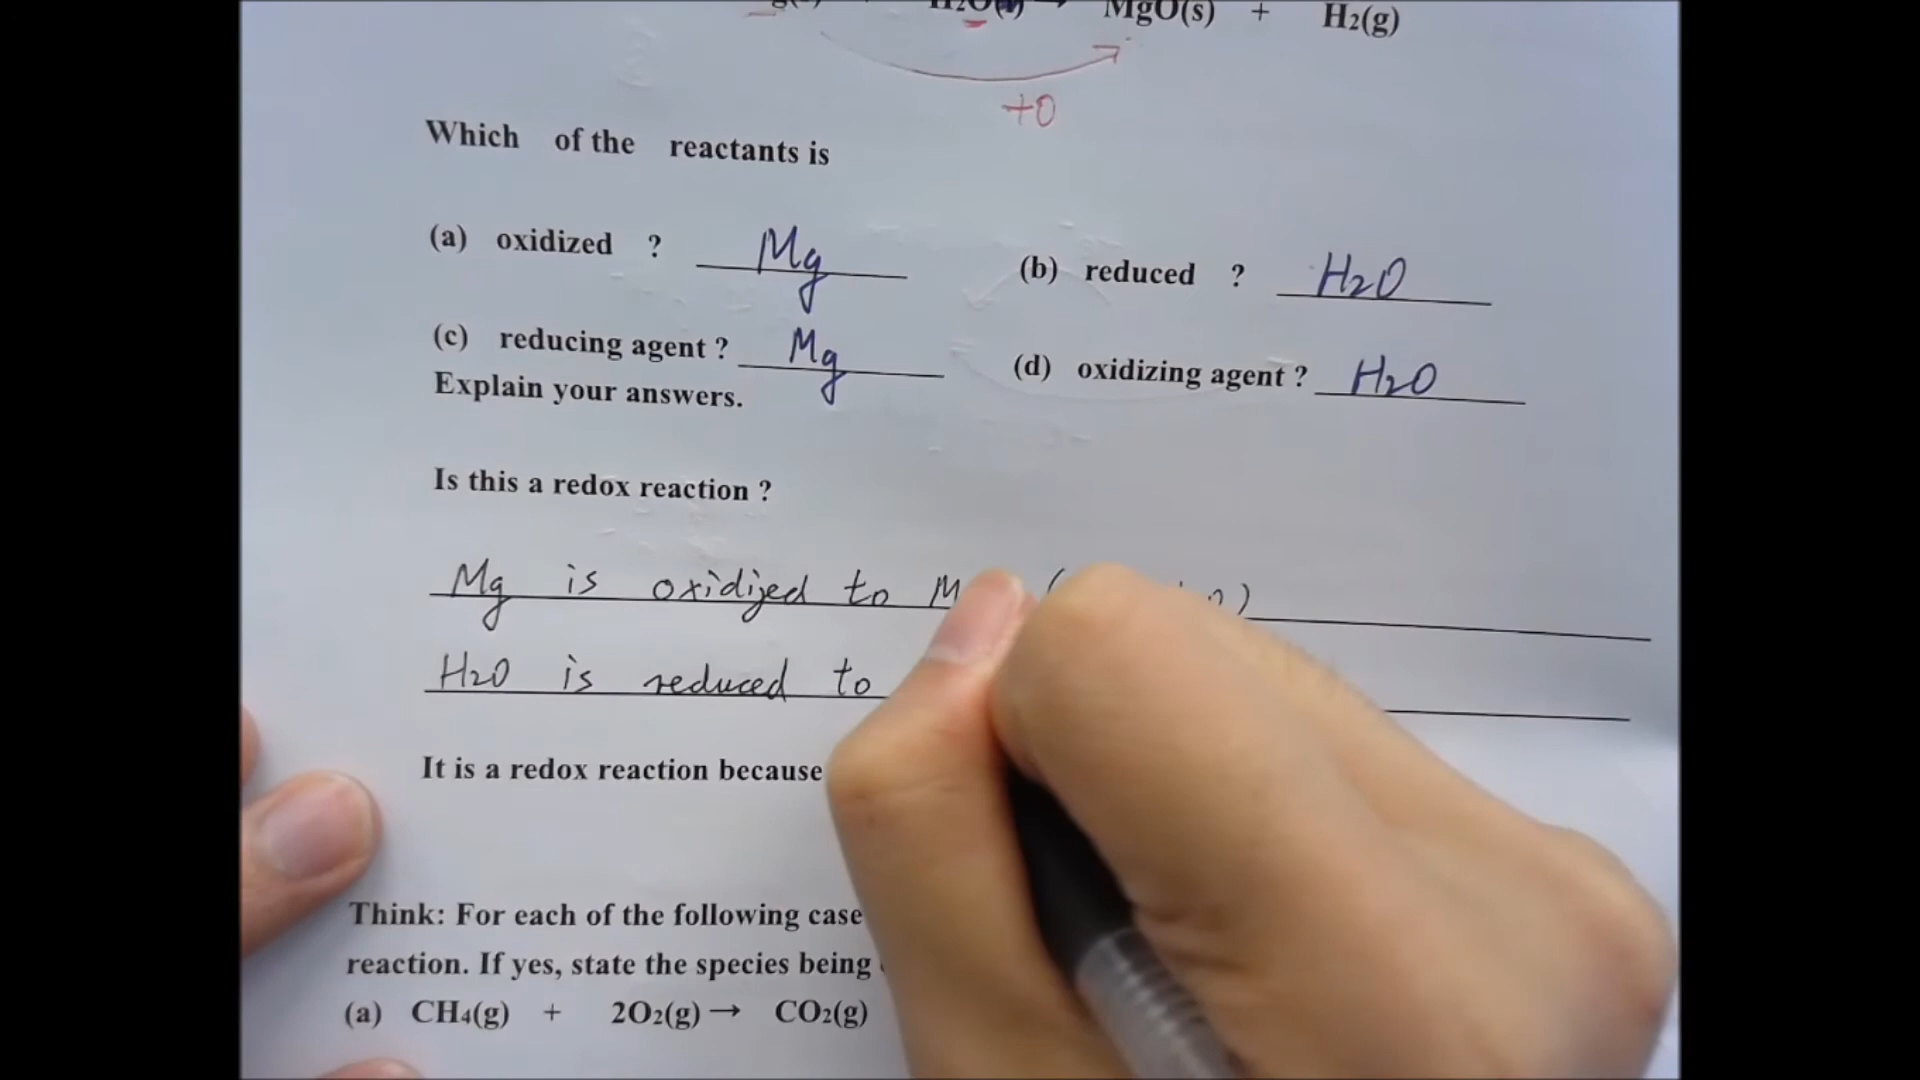 MgO(s) + H2(g)
+O
Which of the reactants is
(a) oxidized ? Mg (b) reduced ? H2O
(c) reducing agent ? Mg (d) oxidizing agent ? H2O
Explain your answers.
Is this a redox reaction ?
Mg is oxidized to
H2O is reduced to
It is a redox reaction because
Think: For each of the following case
reaction. If yes, state the species being
(a) CH4(g) + 2O2(g) → CO2(g)